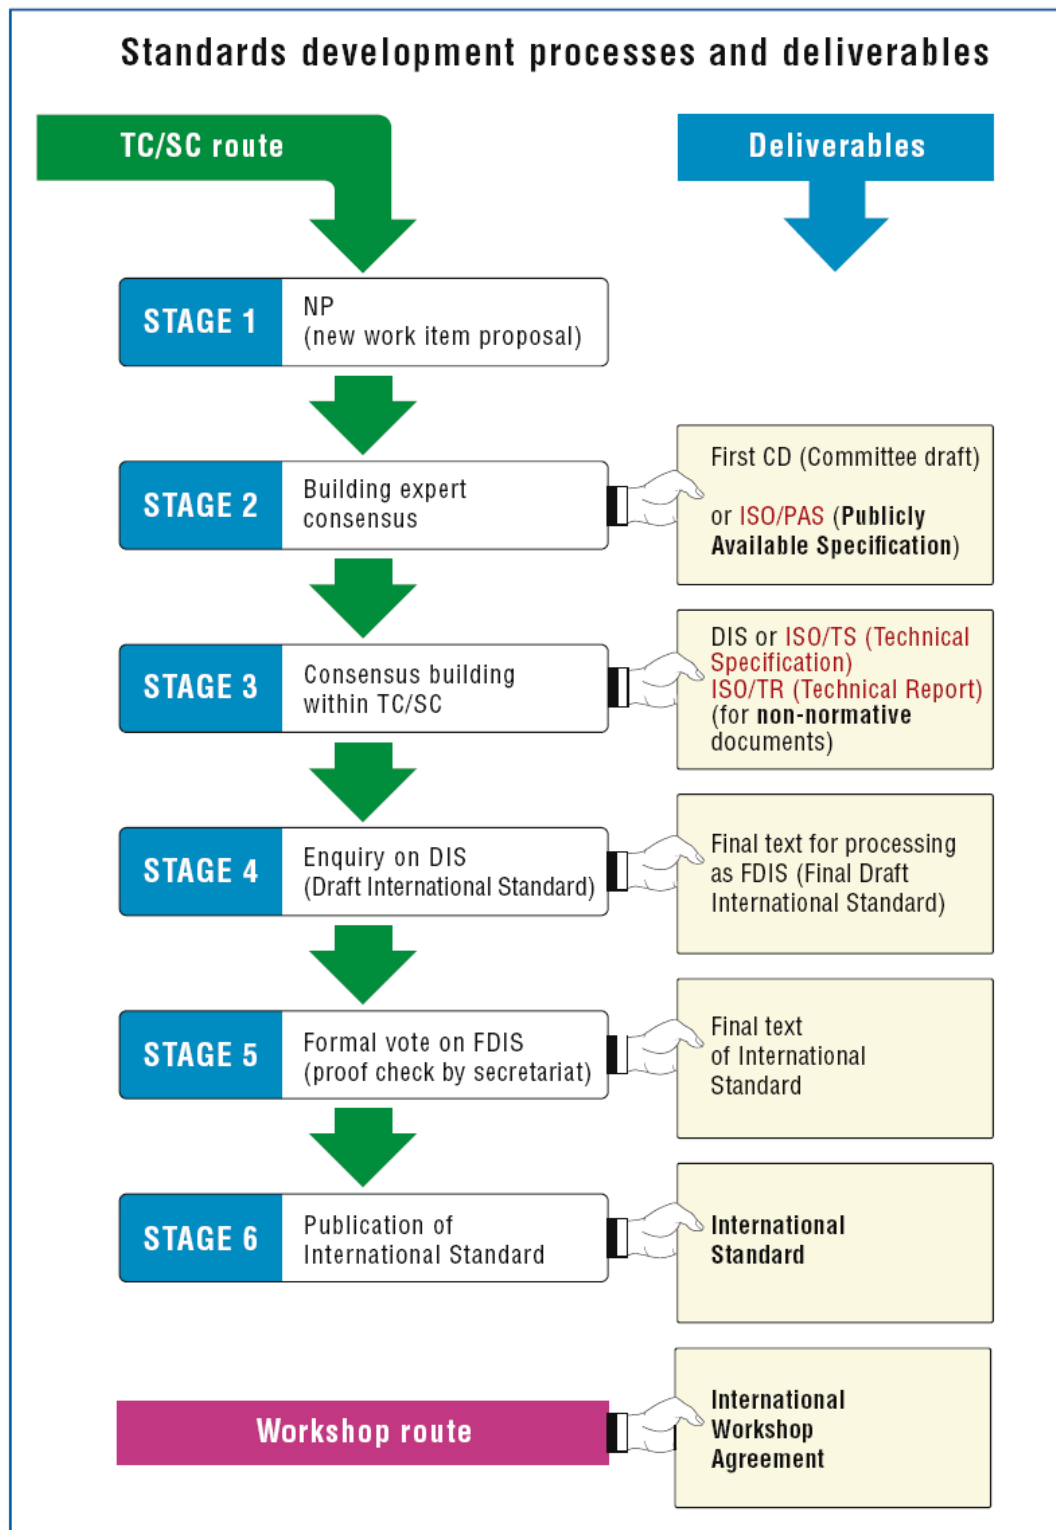 Standards development processes and deliverables
TC/SC route
Deliverables
STAGE 1
NP
(new work item proposal)
STAGE 2
Building expert
consensus
First CD (Committee draft)
or ISO/PAS (Publicly
Available Specification)
STAGE 3
Consensus building
within TC/SC
DIS or ISO/TS (Technical
Specification)
ISO/TR (Technical Report)
(for non-normative
documents)
STAGE 4
Enquiry on DIS
(Draft International Standard)
Final text for processing
as FDIS (Final Draft
International Standard)
STAGE 5
Formal vote on FDIS
(proof check by secretariat)
Final text
of International
Standard
STAGE 6
Publication of
International Standard
International
Standard
Workshop route
International
Workshop
Agreement